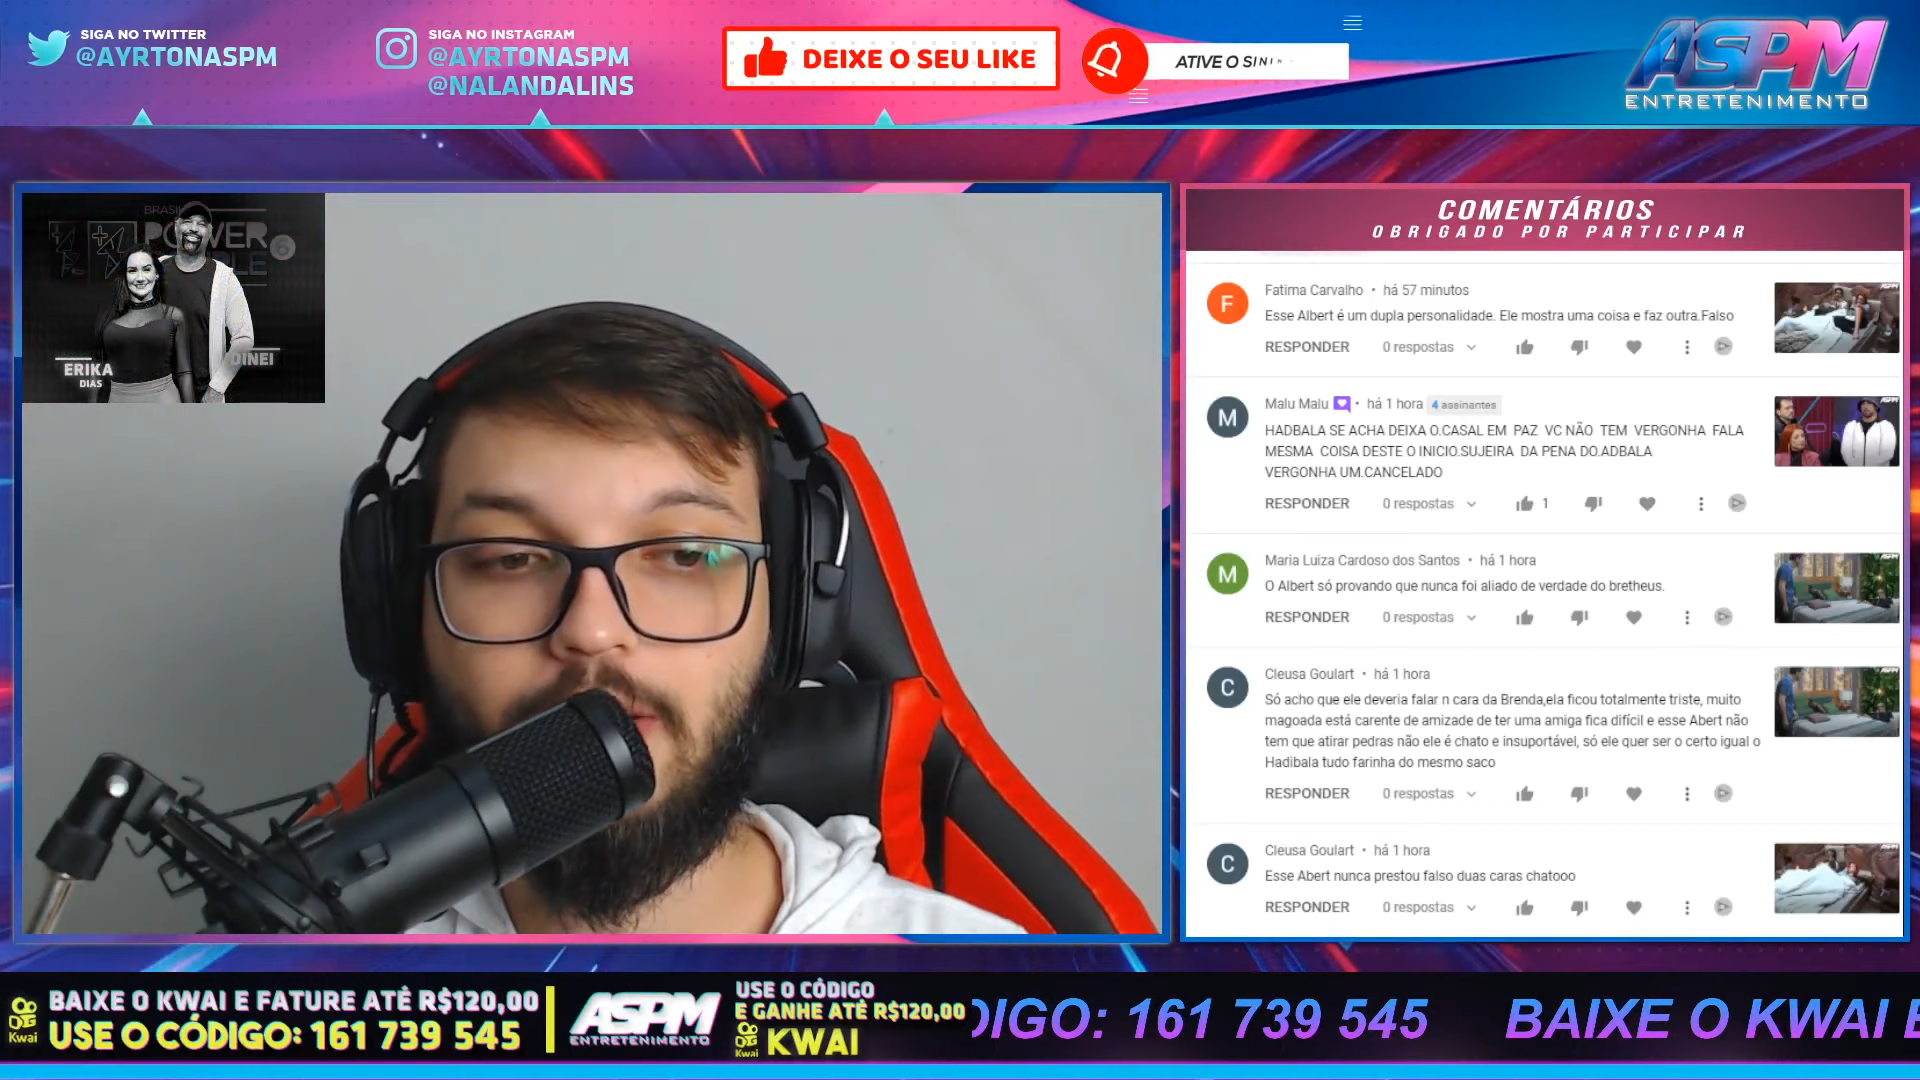 SIGA NO TWITTER
@AYRTONASPM
SIGA NO INSTAGRAM
@AYRTONASPM
@NALANDALINS
DEIXE O SEU LIKE
ATIVE O SININ
ASPM
ENTRETENIMENTO
BRASIL
POWER
6
ERIKA
DIAS
DINEI
COMENTÁRIOS
OBRIGADO POR PARTICIPAR
F
Fatima Carvalho • há 57 minutos
Esse Albert é um dupla personalidade. Ele mostra uma coisa e faz outra.Falso
RESPONDER 0 respostas
ASPM
M
Malu Malu • há 1 hora 4 assinantes
HADBALA SE ACHA DEIXA O.CASAL EM PAZ VC NÃO TEM VERGONHA FALA
MESMA COISA DESTE O INICIO.SUJEIRA DA PENA DO.ADBALA
VERGONHA UM.CANCELADO
RESPONDER 0 respostas 1
ASPM
M
Maria Luiza Cardoso dos Santos • há 1 hora
O Albert só provando que nunca foi aliado de verdade do bretheus.
RESPONDER 0 respostas
ASPM
C
Cleusa Goulart • há 1 hora
Só acho que ele deveria falar n cara da Brenda,ela ficou totalmente triste, muito
magoada está carente de amizade de ter uma amiga fica difícil e esse Abert não
tem que atirar pedras não ele é chato e insuportável, só ele quer ser o certo igual o
Hadibala tudo farinha do mesmo saco
RESPONDER 0 respostas
ASPM
C
Cleusa Goulart • há 1 hora
Esse Abert nunca prestou falso duas caras chatooo
RESPONDER 0 respostas
ASPM
Kwai
BAIXE O KWAI E FATURE ATÉ R$120,00
USE O CÓDIGO: 161 739 545
ASPM
ENTRETENIMENTO
USE O CÓDIGO
E GANHE ATÉ R$120,00
Kwai
KWAI
DIGO: 161 739 545 BAIXE O KWAI E